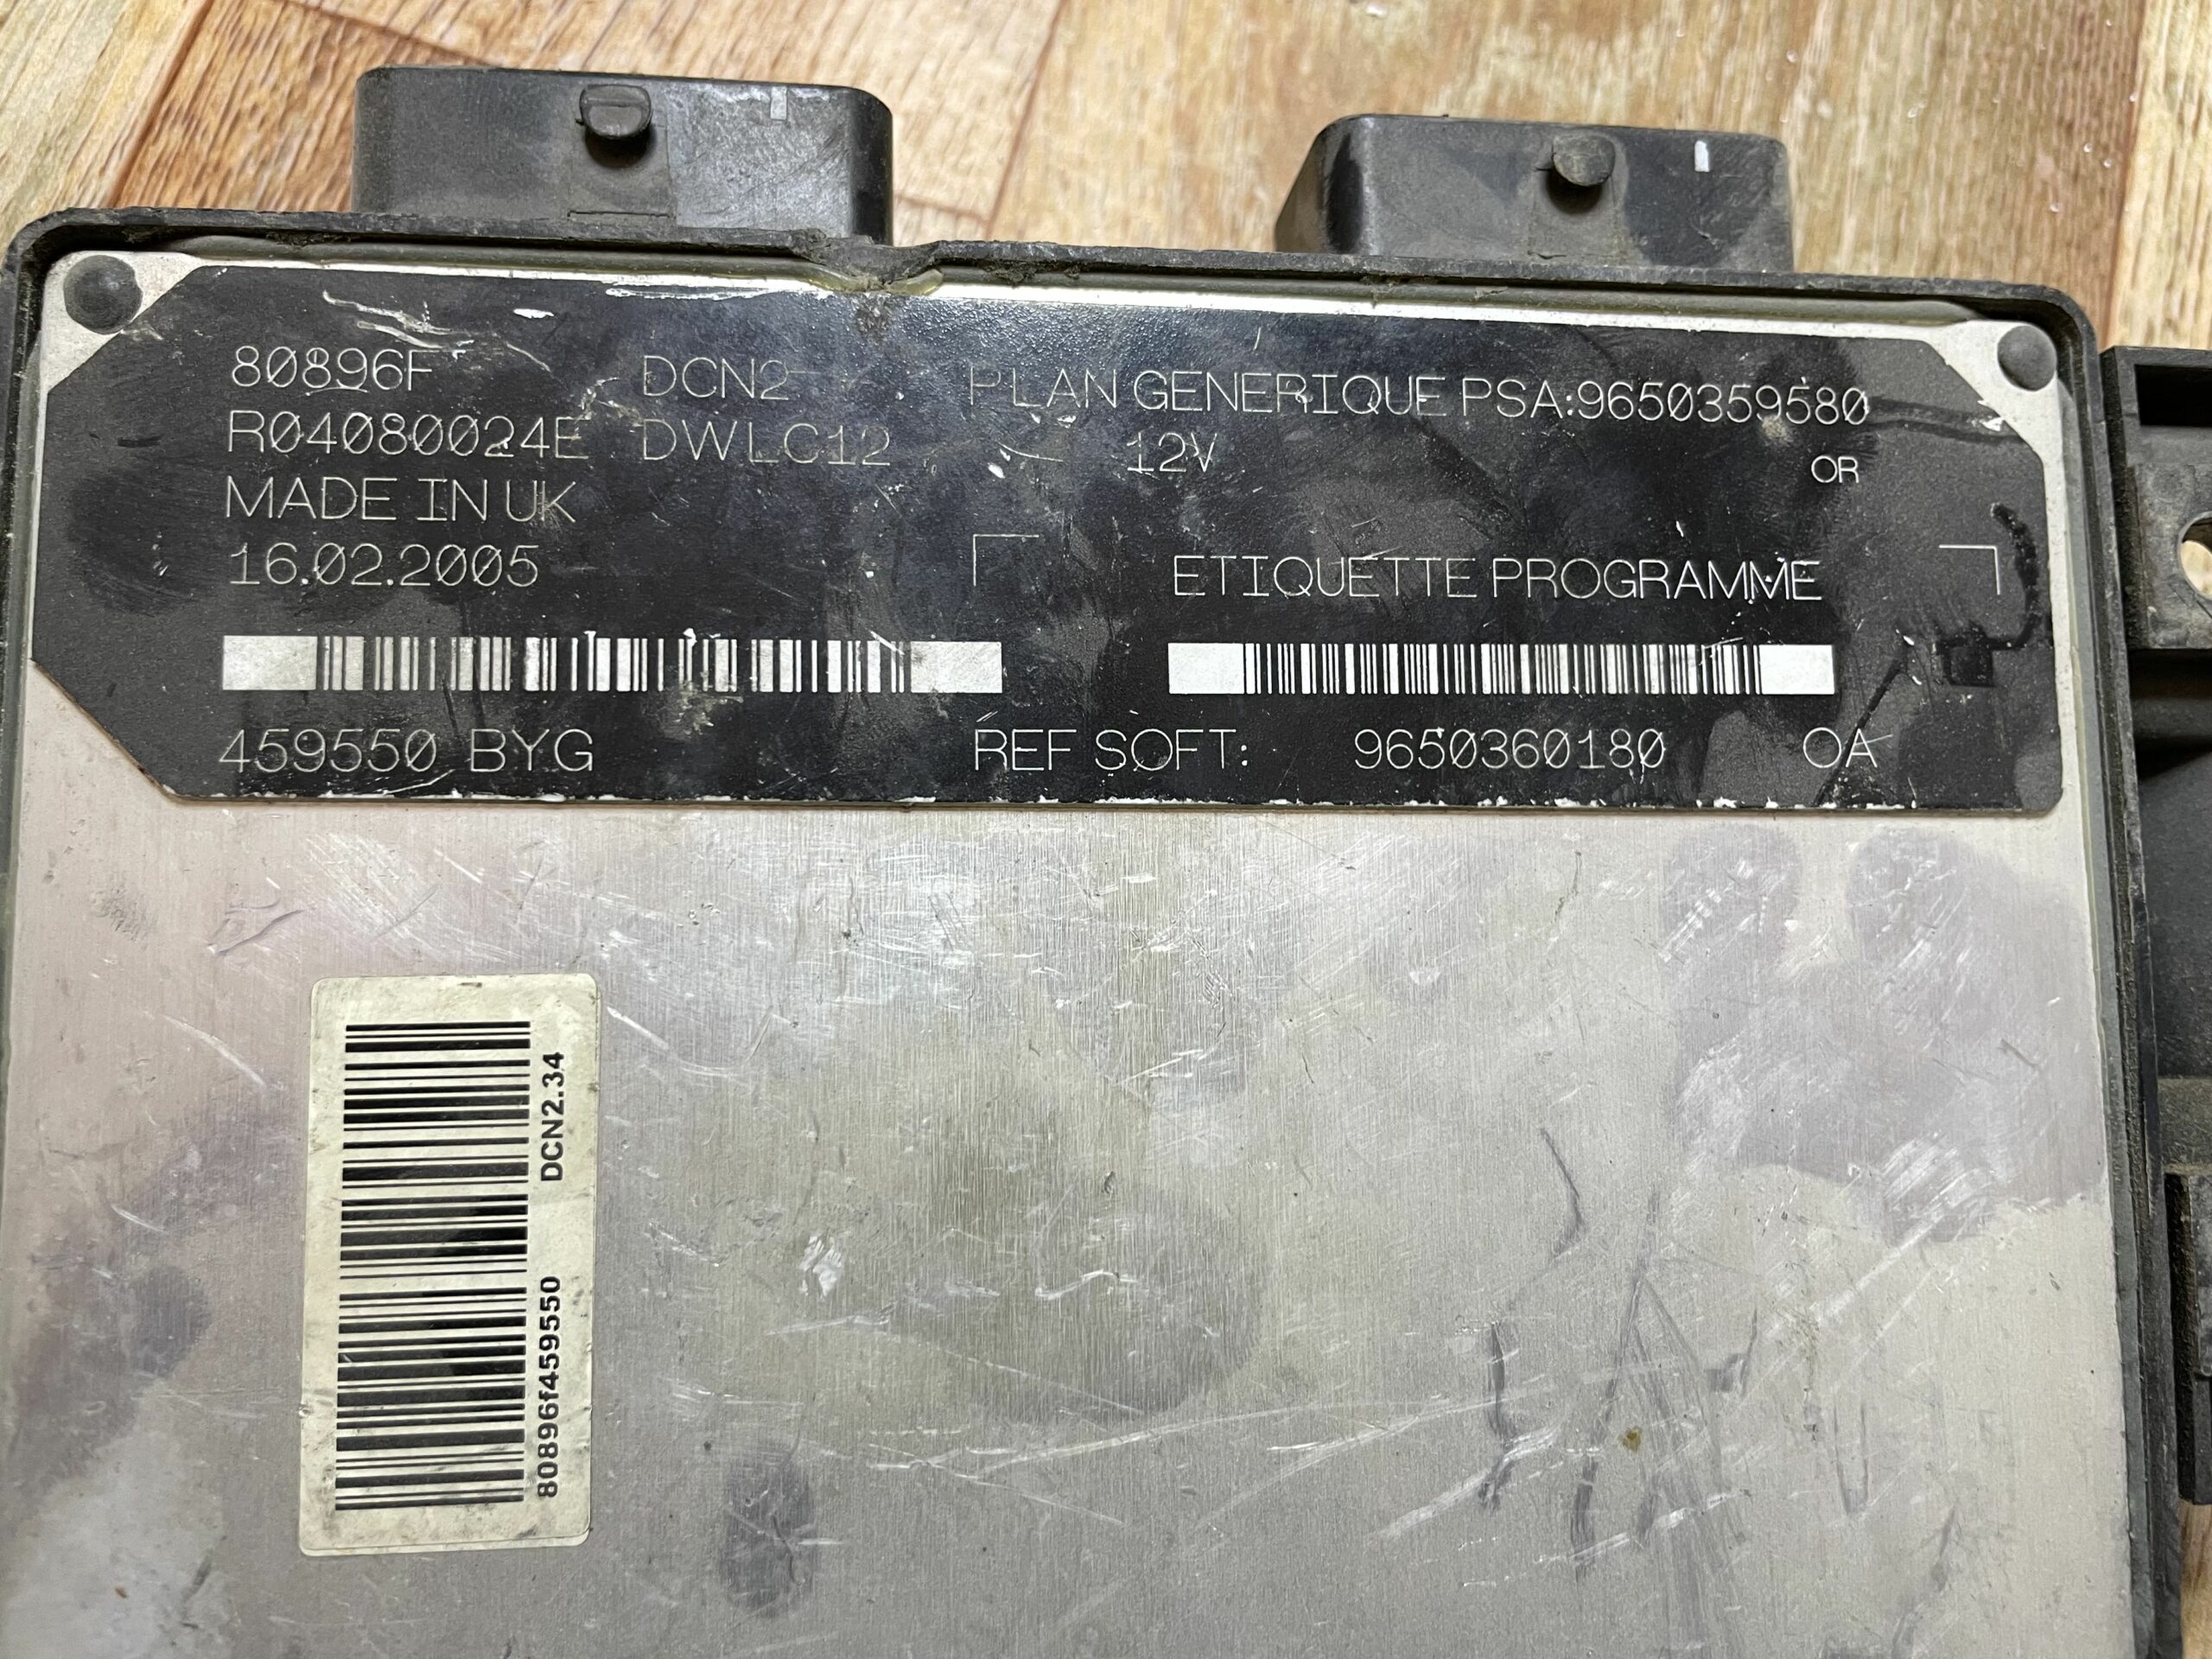 80896F DCN2 PLAN GENERIQUE PSA:9650359580
R04080024E DWLC12 12V OR
MADE IN UK
16.02.2005 ETIQUETTE PROGRAMME
459550 BYG REF SOFT: 9650360180 OA
80896f459550 DCN2.34